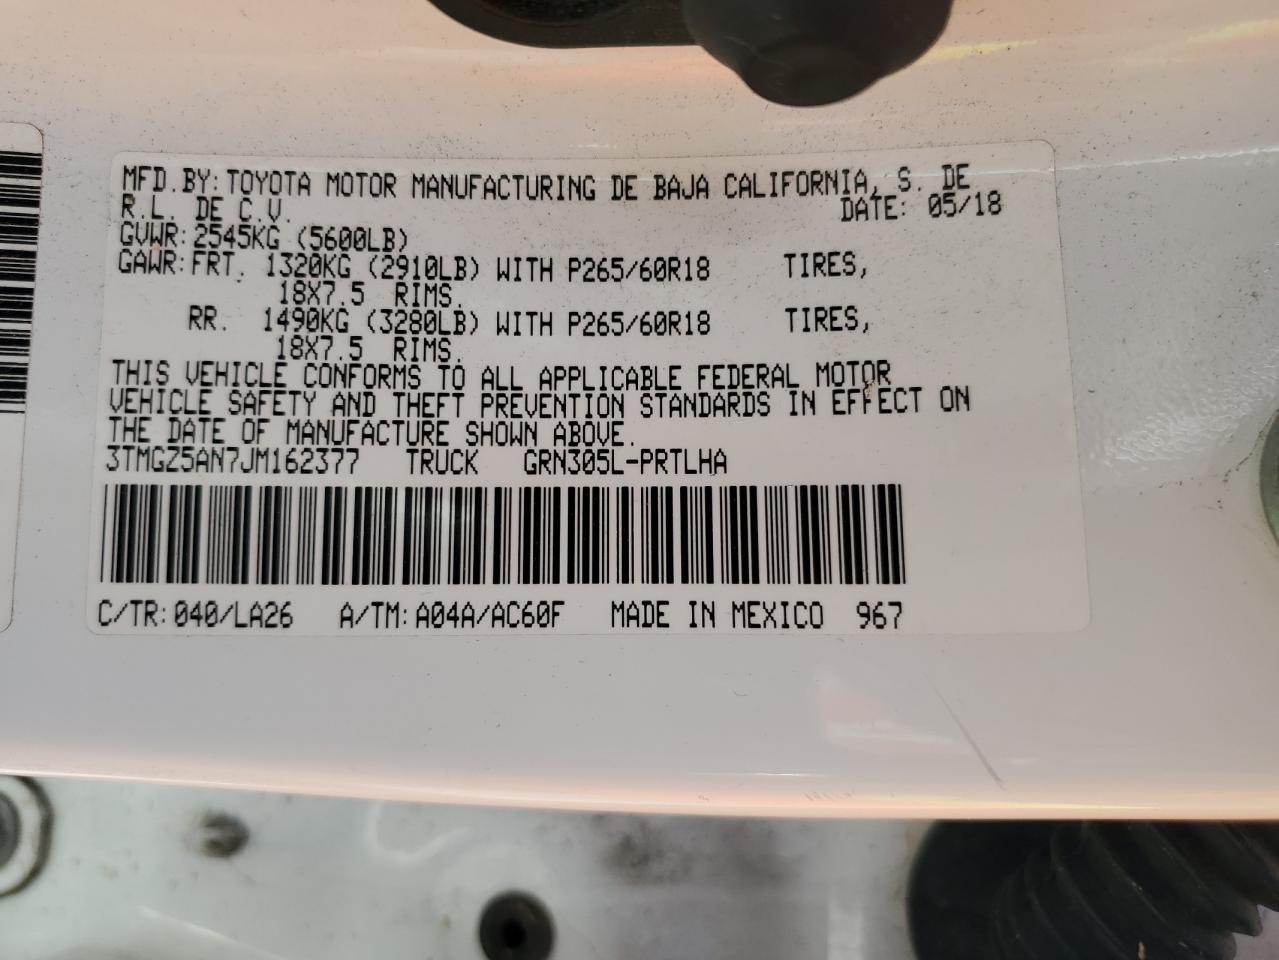 MFD.BY: TOYOTA MOTOR MANUFACTURING DE BAJA CALIFORNIA, S. DE
R.L. DE C.V. DATE: 05/18
GVWR: 2545KG (5600LB)
GAWR: FRT. 1320KG (2910LB) WITH P265/60R18 TIRES,
18X7.5 RIMS.
RR. 1490KG (3280LB) WITH P265/60R18 TIRES,
18X7.5 RIMS.
THIS VEHICLE CONFORMS TO ALL APPLICABLE FEDERAL MOTOR
VEHICLE SAFETY AND THEFT PREVENTION STANDARDS IN EFFECT ON
THE DATE OF MANUFACTURE SHOWN ABOVE.
3TMGZ5AN7JM162377 TRUCK GRN305L-PRTLHA
C/TR: 040/LA26 A/TM: A04A/AC60F MADE IN MEXICO 967